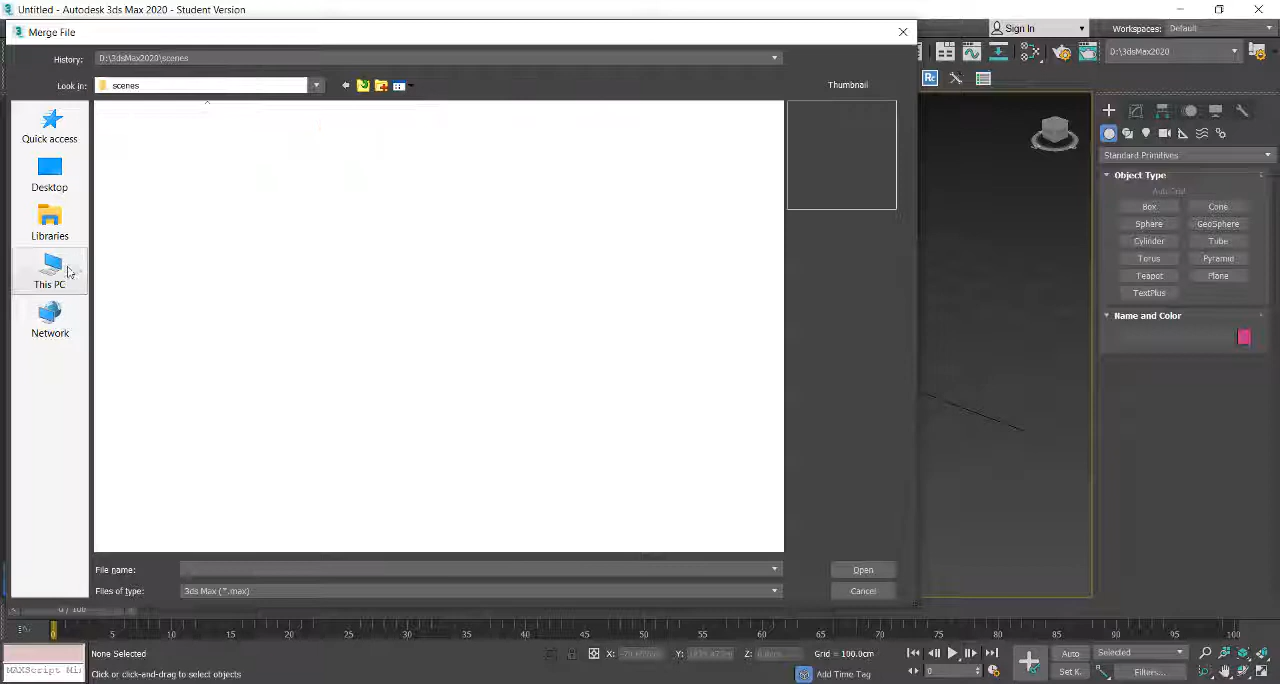 Untitled - Autodesk 3ds Max 2020 - Student Version
Merge File
Sign In
Workspaces: Default
History: D:\3dsMax2020\scenes
D:\3dsMax2020
Look in: scenes
Thumbnail
Quick access
Desktop
Libraries
This PC
Network
Standard Primitives
Object Type
AutoGrid
Box Cone
Sphere GeoSphere
Cylinder Tube
Torus Pyramid
Teapot Plane
TextPlus
Name and Color
File name:
Open
Files of type: 3ds Max (*.max)
Cancel
0 / 100
0 5 10 15 20 25 30 35 40 45 50 55 60 65 70 75 80 85 90 95 100
None Selected
X: Y: Z: Grid = 100.0cm
Auto Selected
MAXScript Mi
Click or click-and-drag to select objects
Add Time Tag
0
Set K. Filters...